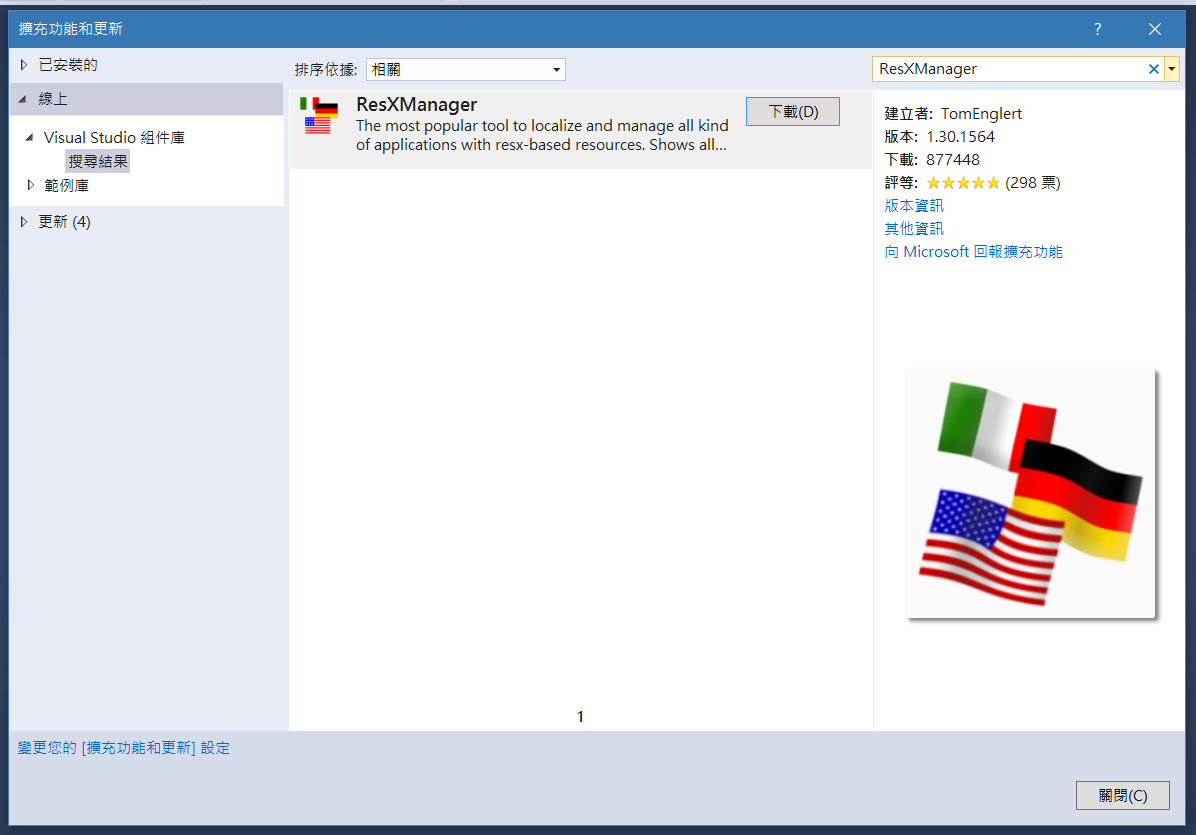 擴充功能和更新
?
已安裝的
線上
Visual Studio 組件庫
搜尋結果
範例庫
更新 (4)
排序依據: 相關
ResXManager
The most popular tool to localize and manage all kind
of applications with resx-based resources. Shows all...
下載(D)
1
ResXManager
建立者: TomEnglert
版本: 1.30.1564
下載: 877448
評等: ★★★★★ (298 票)
版本資訊
其他資訊
向 Microsoft 回報擴充功能
變更您的 [擴充功能和更新] 設定
關閉(C)